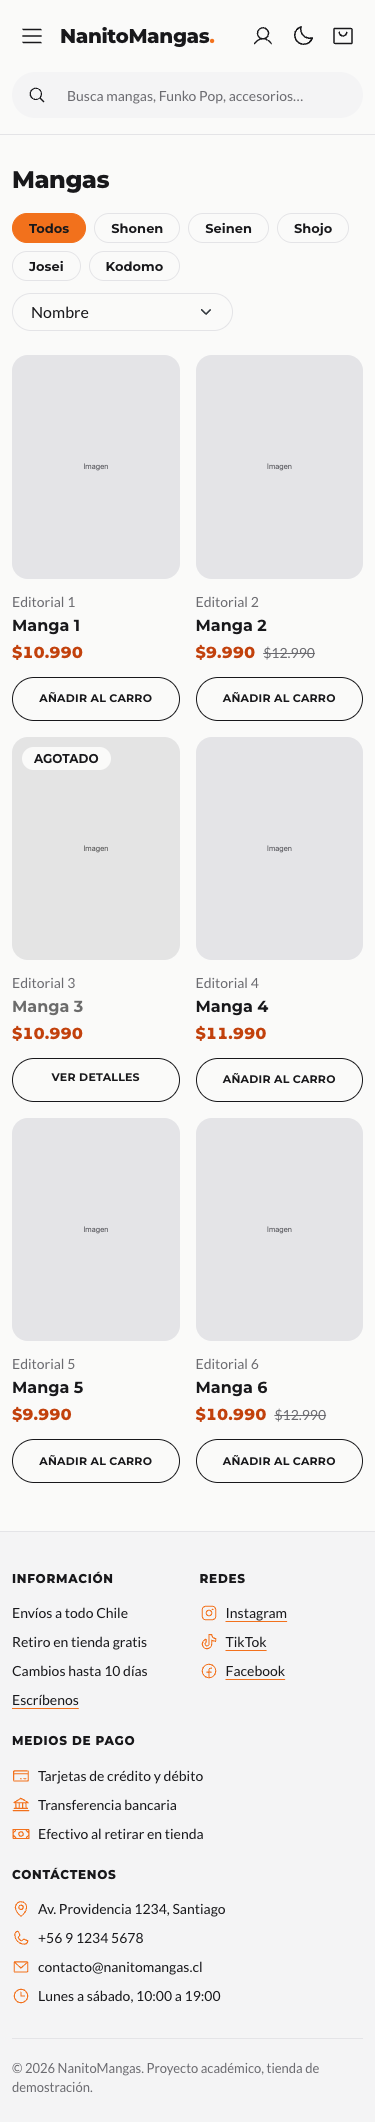 NanitoMangas.
Busca mangas, Funko Pop, accesorios...
Mangas
Todos
Shonen
Seinen
Shojo
Josei
Kodomo
Nombre
Imagen
Editorial 1
Manga 1
$10.990
AÑADIR AL CARRO
Imagen
Editorial 2
Manga 2
$9.990 $12.990
AÑADIR AL CARRO
AGOTADO
Imagen
Editorial 3
Manga 3
$10.990
VER DETALLES
Imagen
Editorial 4
Manga 4
$11.990
AÑADIR AL CARRO
Imagen
Editorial 5
Manga 5
$9.990
AÑADIR AL CARRO
Imagen
Editorial 6
Manga 6
$10.990 $12.990
AÑADIR AL CARRO
INFORMACIÓN
Envíos a todo Chile
Retiro en tienda gratis
Cambios hasta 10 días
Escríbenos
REDES
Instagram
TikTok
Facebook
MEDIOS DE PAGO
Tarjetas de crédito y débito
Transferencia bancaria
Efectivo al retirar en tienda
CONTÁCTENOS
Av. Providencia 1234, Santiago
+56 9 1234 5678
contacto@nanitomangas.cl
Lunes a sábado, 10:00 a 19:00
© 2026 NanitoMangas. Proyecto académico, tienda de
demostración.